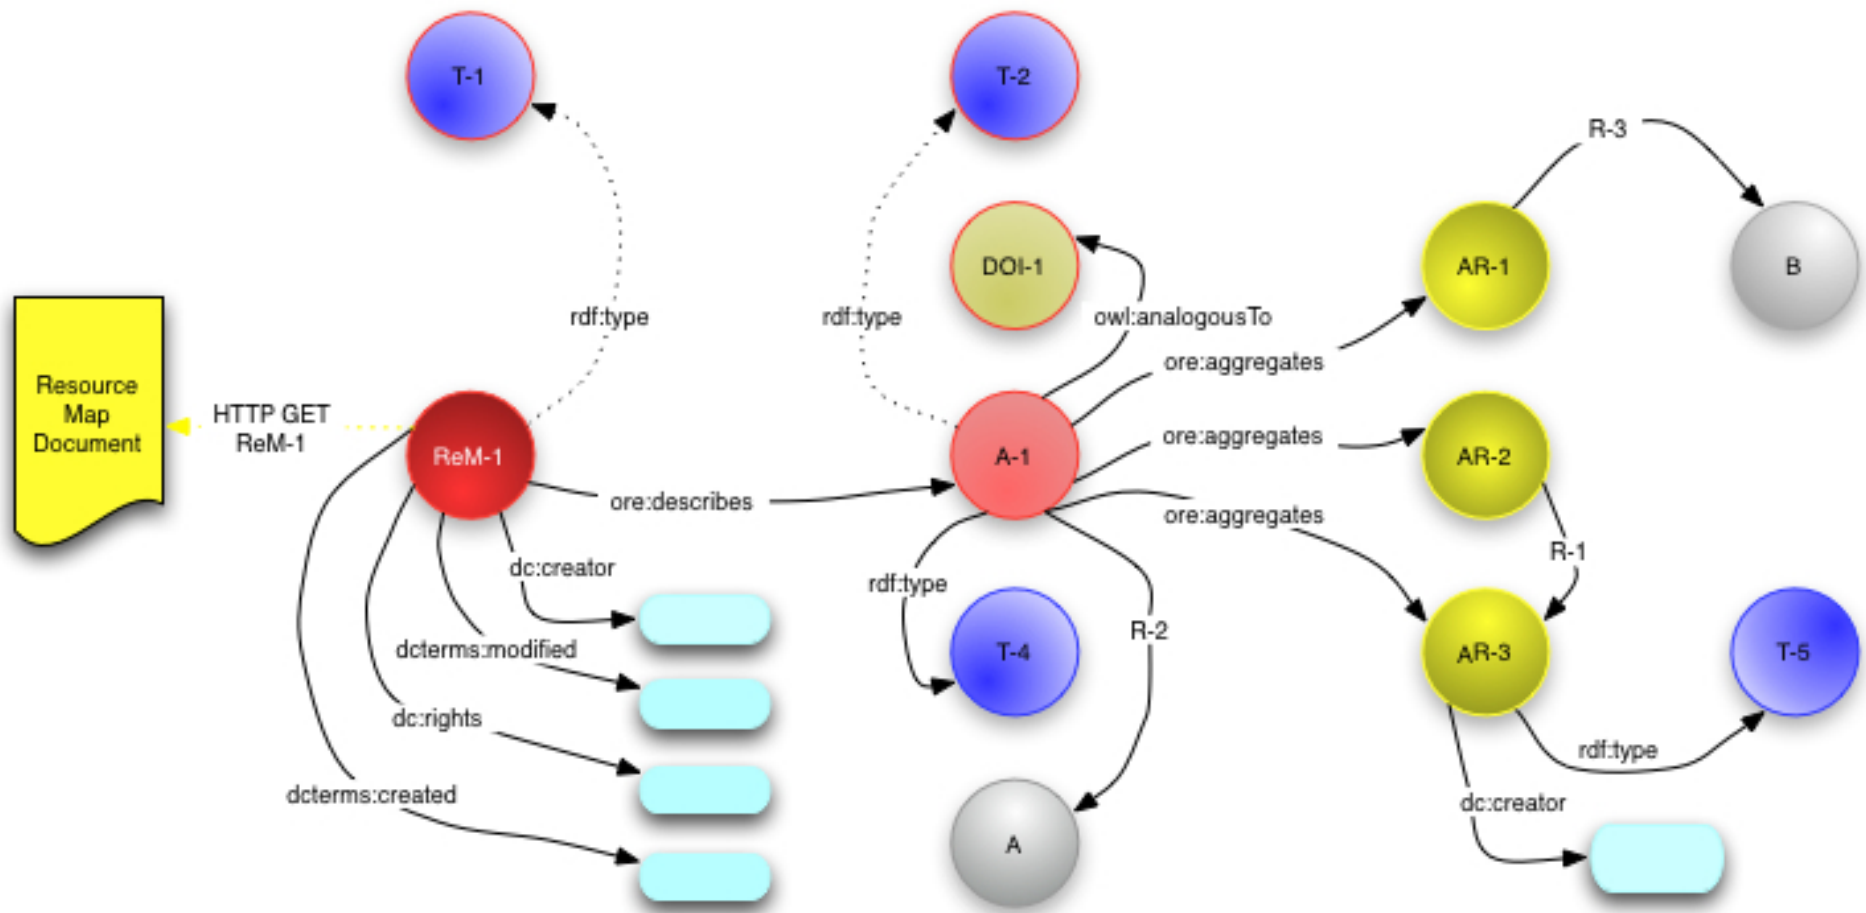 T-1
T-2
R-3
DOI-1
AR-1
B
rdf:type
rdf:type
owl:analogousTo
ore:aggregates
Resource
Map
Document
HTTP GET
ReM-1
ReM-1
A-1
ore:aggregates
AR-2
ore:describes
ore:aggregates
R-1
dc:creator
rdf:type
R-2
dcterms:modified
T-4
AR-3
T-5
dc:rights
rdf:type
dcterms:created
dc:creator
A